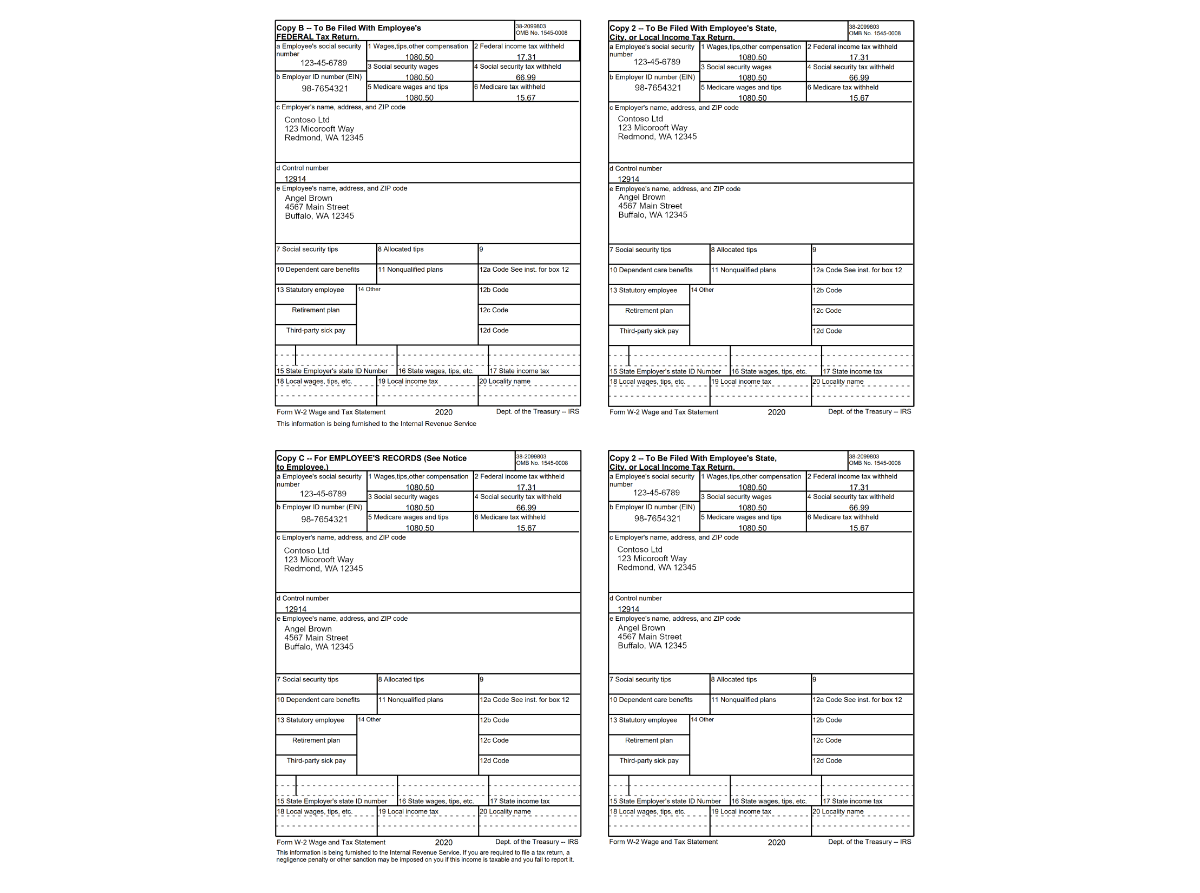 Copy B -- To Be Filed With Employee's
FEDERAL Tax Return.
38-2099803
OMB No. 1545-0008
a Employee's social security
number
123-45-6789
1 Wages,tips,other compensation
1080.50
2 Federal income tax withheld
17.31
3 Social security wages
1080.50
4 Social security tax withheld
66.99
b Employer ID number (EIN)
98-7654321
5 Medicare wages and tips
1080.50
6 Medicare tax withheld
15.67
c Employer's name, address, and ZIP code
Contoso Ltd
123 Micorooft Way
Redmond, WA 12345
d Control number
12914
e Employee's name, address, and ZIP code
Angel Brown
4567 Main Street
Buffalo, WA 12345
7 Social security tips
8 Allocated tips
9
10 Dependent care benefits
11 Nonqualified plans
12a Code See inst. for box 12
13 Statutory employee
14 Other
12b Code
Retirement plan
12c Code
Third-party sick pay
12d Code
15 State Employer's state ID Number
16 State wages, tips, etc.
17 State income tax
18 Local wages, tips, etc.
19 Local income tax
20 Locality name
Form W-2 Wage and Tax Statement
2020
Dept. of the Treasury -- IRS
This information is being furnished to the Internal Revenue Service
Copy 2 -- To Be Filed With Employee's State,
City, or Local Income Tax Return.
38-2099803
OMB No. 1545-0008
a Employee's social security
number
123-45-6789
1 Wages,tips,other compensation
1080.50
2 Federal income tax withheld
17.31
3 Social security wages
1080.50
4 Social security tax withheld
66.99
b Employer ID number (EIN)
98-7654321
5 Medicare wages and tips
1080.50
6 Medicare tax withheld
15.67
c Employer's name, address, and ZIP code
Contoso Ltd
123 Micorooft Way
Redmond, WA 12345
d Control number
12914
e Employee's name, address, and ZIP code
Angel Brown
4567 Main Street
Buffalo, WA 12345
7 Social security tips
8 Allocated tips
9
10 Dependent care benefits
11 Nonqualified plans
12a Code See inst. for box 12
13 Statutory employee
14 Other
12b Code
Retirement plan
12c Code
Third-party sick pay
12d Code
15 State Employer's state ID Number
16 State wages, tips, etc.
17 State income tax
18 Local wages, tips, etc.
19 Local income tax
20 Locality name
Form W-2 Wage and Tax Statement
2020
Dept. of the Treasury -- IRS
Copy C -- For EMPLOYEE'S RECORDS (See Notice
to Employee.)
38-2099803
OMB No. 1545-0008
a Employee's social security
number
123-45-6789
1 Wages,tips,other compensation
1080.50
2 Federal income tax withheld
17.31
3 Social security wages
1080.50
4 Social security tax withheld
66.99
b Employer ID number (EIN)
98-7654321
5 Medicare wages and tips
1080.50
6 Medicare tax withheld
15.67
c Employer's name, address, and ZIP code
Contoso Ltd
123 Micorooft Way
Redmond, WA 12345
d Control number
12914
e Employee's name, address, and ZIP code
Angel Brown
4567 Main Street
Buffalo, WA 12345
7 Social security tips
8 Allocated tips
9
10 Dependent care benefits
11 Nonqualified plans
12a Code See inst. for box 12
13 Statutory employee
14 Other
12b Code
Retirement plan
12c Code
Third-party sick pay
12d Code
15 State Employer's state ID number
16 State wages, tips, etc.
17 State income tax
18 Local wages, tips, etc.
19 Local income tax
20 Locality name
Form W-2 Wage and Tax Statement
2020
Dept. of the Treasury -- IRS
This information is being furnished to the Internal Revenue Service. If you are required to file a tax return, a
negligence penalty or other sanction may be imposed on you if this income is taxable and you fail to report it.
Copy 2 -- To Be Filed With Employee's State,
City, or Local Income Tax Return.
38-2099803
OMB No. 1545-0008
a Employee's social security
number
123-45-6789
1 Wages,tips,other compensation
1080.50
2 Federal income tax withheld
17.31
3 Social security wages
1080.50
4 Social security tax withheld
66.99
b Employer ID number (EIN)
98-7654321
5 Medicare wages and tips
1080.50
6 Medicare tax withheld
15.67
c Employer's name, address, and ZIP code
Contoso Ltd
123 Micorooft Way
Redmond, WA 12345
d Control number
12914
e Employee's name, address, and ZIP code
Angel Brown
4567 Main Street
Buffalo, WA 12345
7 Social security tips
8 Allocated tips
9
10 Dependent care benefits
11 Nonqualified plans
12a Code See inst. for box 12
13 Statutory employee
14 Other
12b Code
Retirement plan
12c Code
Third-party sick pay
12d Code
15 State Employer's state ID Number
16 State wages, tips, etc.
17 State income tax
18 Local wages, tips, etc.
19 Local income tax
20 Locality name
Form W-2 Wage and Tax Statement
2020
Dept. of the Treasury -- IRS